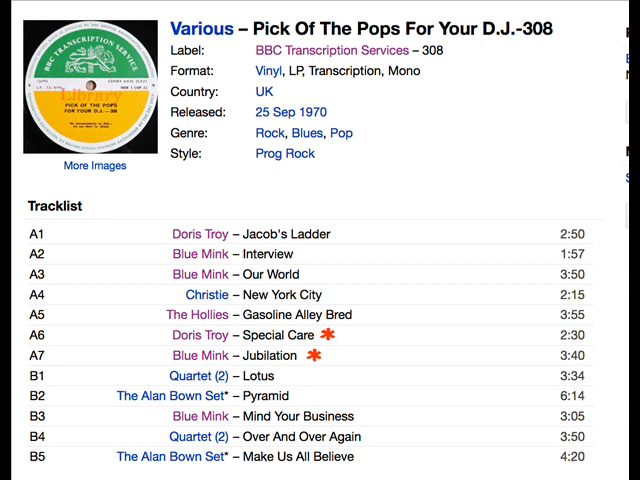 Various – Pick Of The Pops For Your D.J.-308
Label: BBC Transcription Services – 308
Format: Vinyl, LP, Transcription, Mono
Country: UK
Released: 25 Sep 1970
Genre: Rock, Blues, Pop
Style: Prog Rock
BBC TRANSCRIPTION SERVICE
Library
PICK OF THE POPS
FOR YOUR D.J.—308
More Images
Tracklist
A1 Doris Troy – Jacob's Ladder 2:50
A2 Blue Mink – Interview 1:57
A3 Blue Mink – Our World 3:50
A4 Christie – New York City 2:15
A5 The Hollies – Gasoline Alley Bred 3:55
A6 Doris Troy – Special Care 2:30
A7 Blue Mink – Jubilation 3:40
B1 Quartet (2) – Lotus 3:34
B2 The Alan Bown Set* – Pyramid 6:14
B3 Blue Mink – Mind Your Business 3:05
B4 Quartet (2) – Over And Over Again 3:50
B5 The Alan Bown Set* – Make Us All Believe 4:20